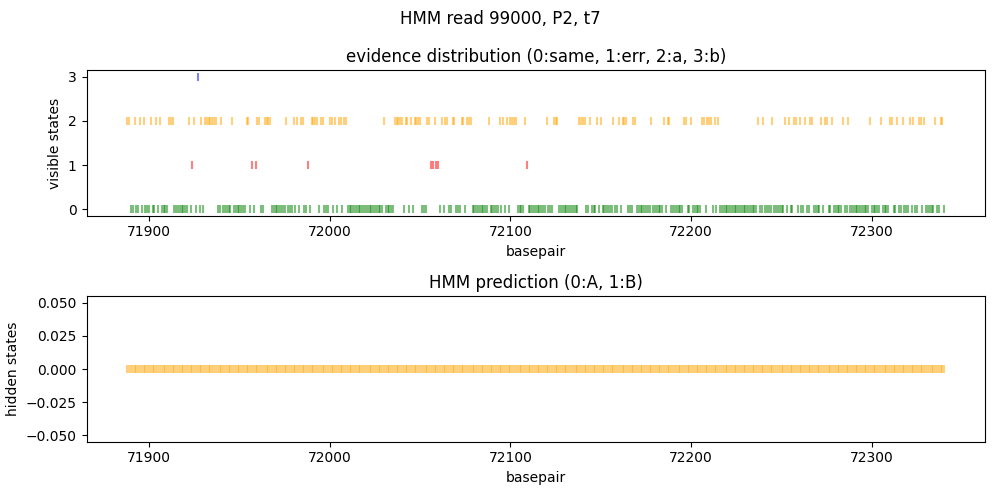 HMM read 99000, P2, t7
evidence distribution (0:same, 1:err, 2:a, 3:b)
visible states
3
2
1
0
71900 72000 72100 72200 72300
basepair
HMM prediction (0:A, 1:B)
hidden states
0.050
0.025
0.000
−0.025
−0.050
71900 72000 72100 72200 72300
basepair